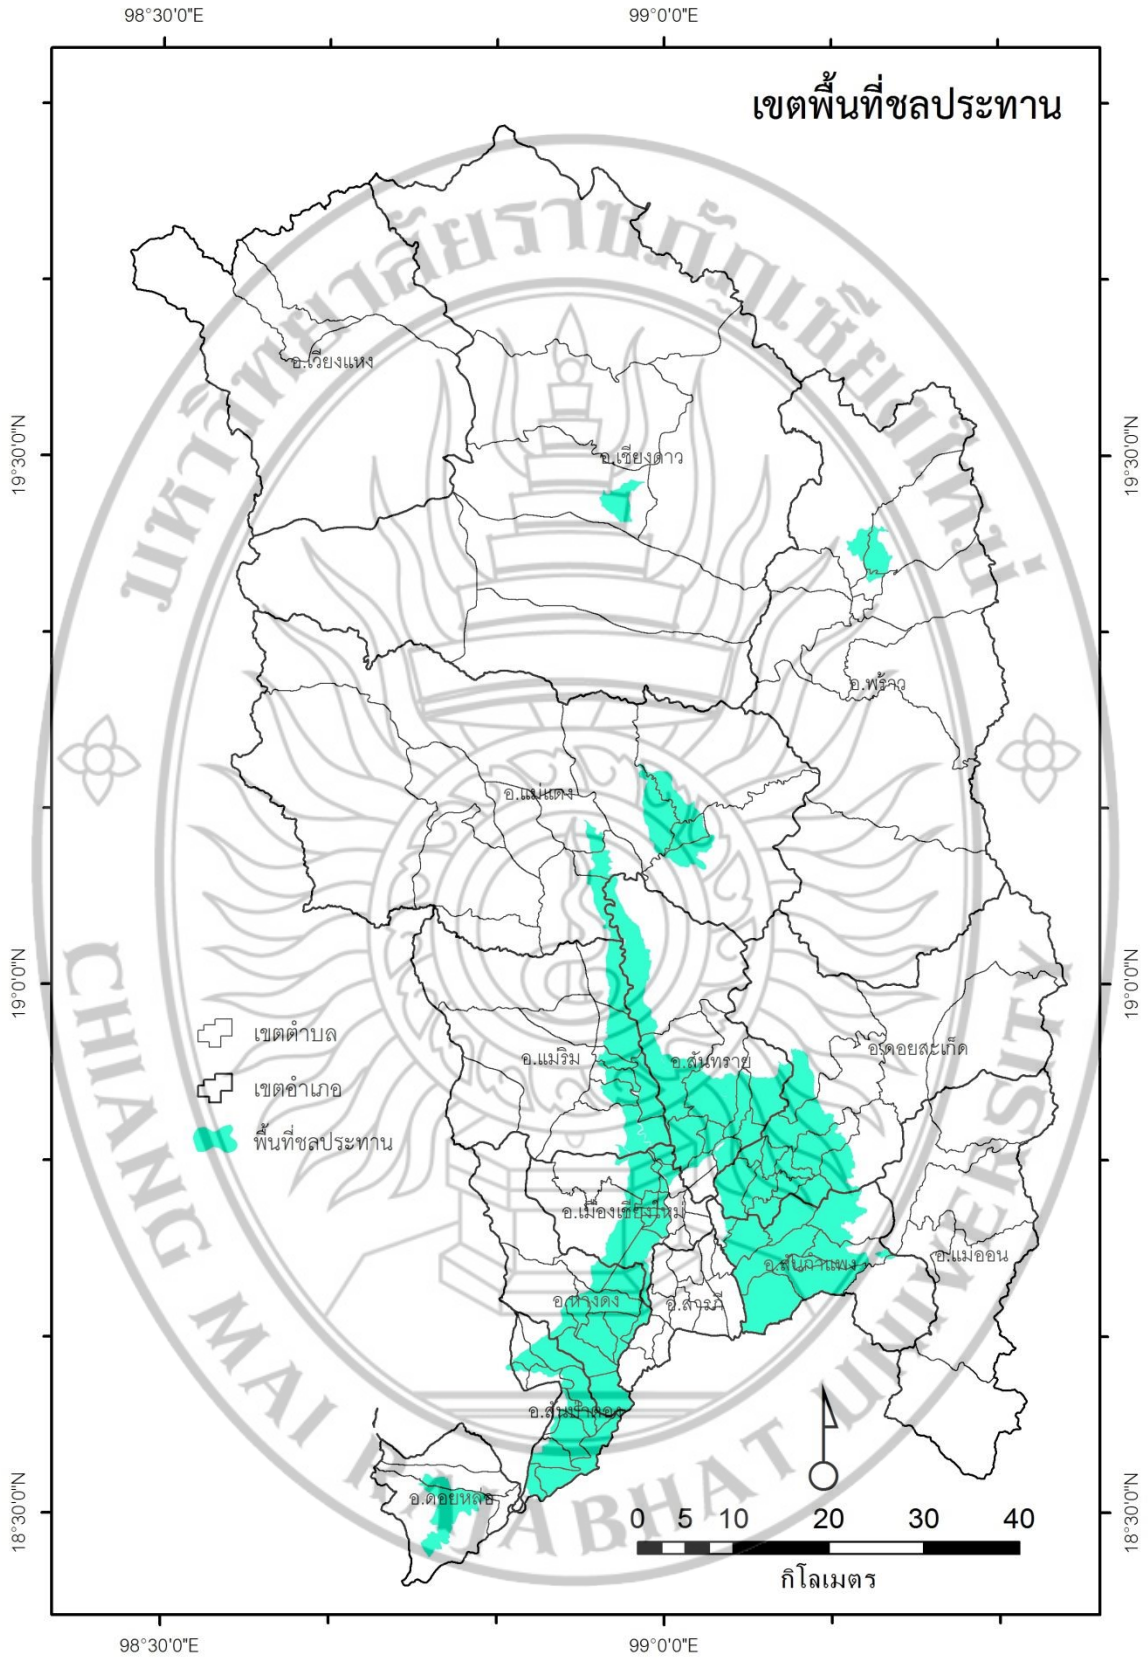 98°30'0"E 99°0'0"E
เขตพื้นที่ชลประทาน
มหาวิทยาลัยราชภัฏเชียงใหม่
อ.เวียงแหง
19°30'0"N 19°30'0"N
อ.เชียงดาว
อ.พร้าว
อ.แม่แตง
19°0'0"N 19°0'0"N
เขตตำบล
อ.แม่ริม
อ.สันทราย
อ.ดอยสะเก็ด
เขตอำเภอ
พื้นที่ชลประทาน
อ.เมืองเชียงใหม่
อ.สันกำแพง
อ.แม่ออน
อ.หางดง
อ.สารภี
อ.สันป่าตอง
อ.ดอยหล่อ
18°30'0"N 18°30'0"N
CHIANG MAI RAJABHAT UNIVERSITY
0 5 10 20 30 40
กิโลเมตร
98°30'0"E 99°0'0"E